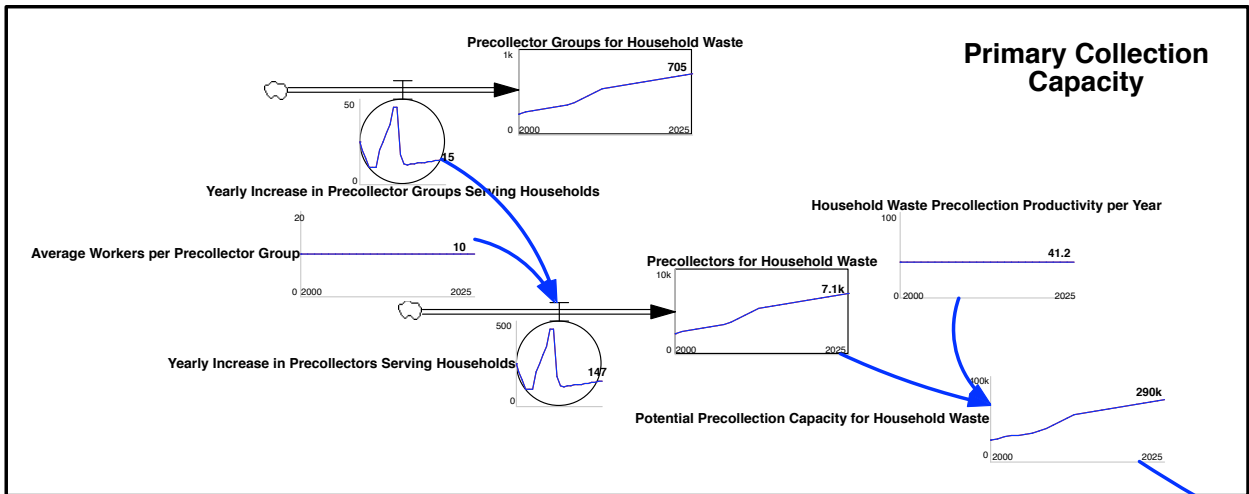 Precollector Groups for Household Waste
1k
705
0
2000
2025
Primary Collection
Capacity
50
15
0
Yearly Increase in Precollector Groups Serving Households
20
Average Workers per Precollector Group
10
0
2000
2025
Household Waste Precollection Productivity per Year
100
41.2
0
2000
2025
Precollectors for Household Waste
10k
7.1k
0
2000
2025
500
Yearly Increase in Precollectors Serving Households
147
0
400k
290k
Potential Precollection Capacity for Household Waste
0
2000
2025